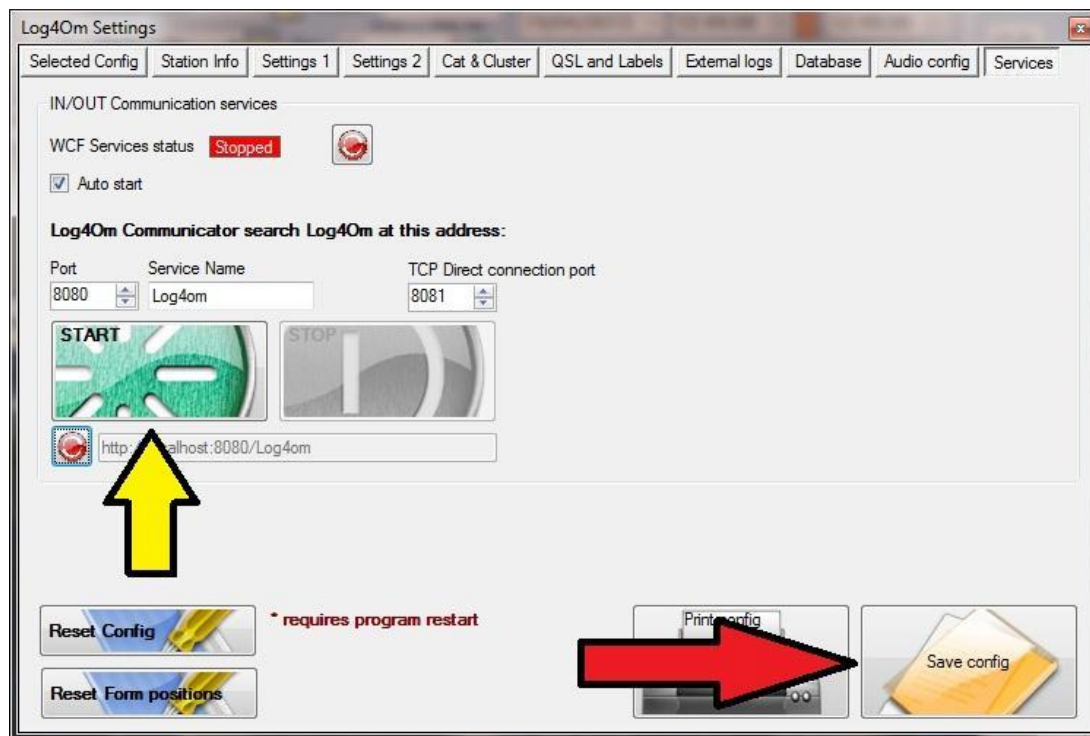 Log4Om Settings
Selected Config Station Info Settings 1 Settings 2 Cat & Cluster QSL and Labels External logs Database Audio config Services
IN/OUT Communication services
WCF Services status Stopped
Auto start
Log4Om Communicator search Log4Om at this address:
Port Service Name TCP Direct connection port
8080 Log4om 8081
START STOP
http: alhost:8080/Log4om
Reset Config * requires program restart Print config
Save config
Reset Form positions